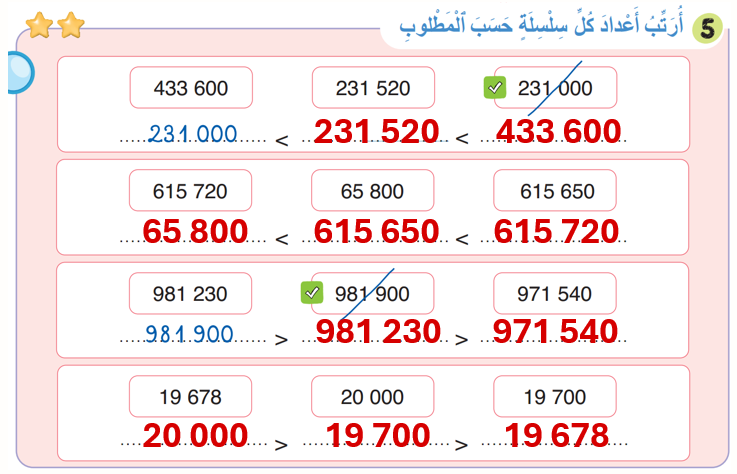 5 أُرَتِّبُ أَعْدادَ كُلِّ سِلْسِلَةٍ حَسَبَ ٱلْمَطْلوبِ
433 600 231 520 231 000
231 000 < 231 520 < 433 600
615 720 65 800 615 650
65 800 < 615 650 < 615 720
981 230 981 900 971 540
981 900 > 981 230 > 971 540
19 678 20 000 19 700
20 000 > 19 700 > 19 678